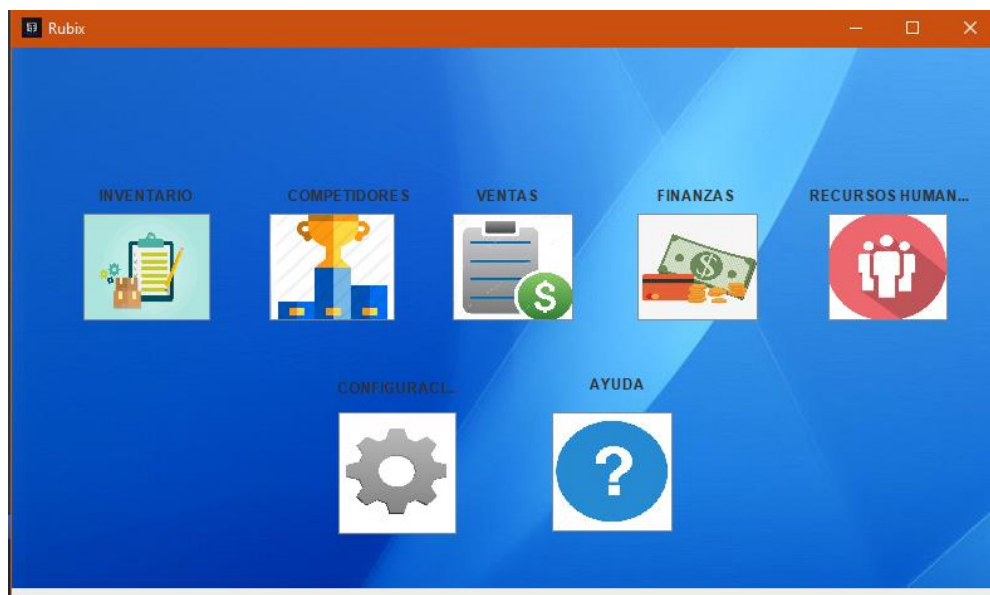 Rubix
INVENTARIO
COMPETIDORES
VENTAS
FINANZAS
RECURSOS HUMAN...
CONFIGURACI...
AYUDA